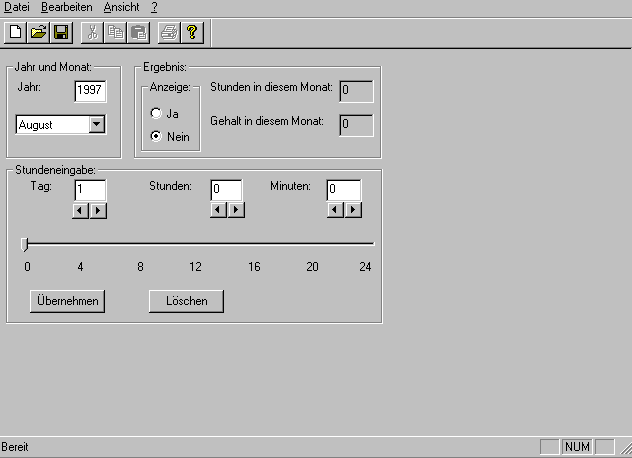 Datei Bearbeiten Ansicht ?
Jahr und Monat:
Jahr: 1997
August
Ergebnis:
Anzeige:
Ja
Nein
Stunden in diesem Monat: 0
Gehalt in diesem Monat: 0
Stundeneingabe:
Tag: 1 Stunden: 0 Minuten: 0
0 4 8 12 16 20 24
Übernehmen Löschen
Bereit NUM